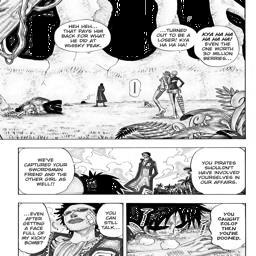 HEH HEH...
THAT PAYS HIM
BACK FOR WHAT
HE DID AT
WHISKY PEAK.
...TURNED
OUT TO BE A
LOSER! KYA
HA HA HA!
KYA HA HA
HA HA!
EVEN THE
ONE WORTH
30 MILLION
BERRIES...
WE'VE
CAPTURED YOUR
SWORDSMAN
FRIEND AND THE
OTHER GIRL AS
WELL!!
YOU PIRATES
SHOULDN'T
HAVE INVOLVED
YOURSELVES IN
OUR AFFAIRS.
...EVEN
AFTER
GETTING
A FACE
FULL OF
MY KICKY
BOMB?
YOU
CAN
STILL
TALK...
YOU
CAUGHT
ZOLO?!
THEN
YOU'RE
DOOMED.